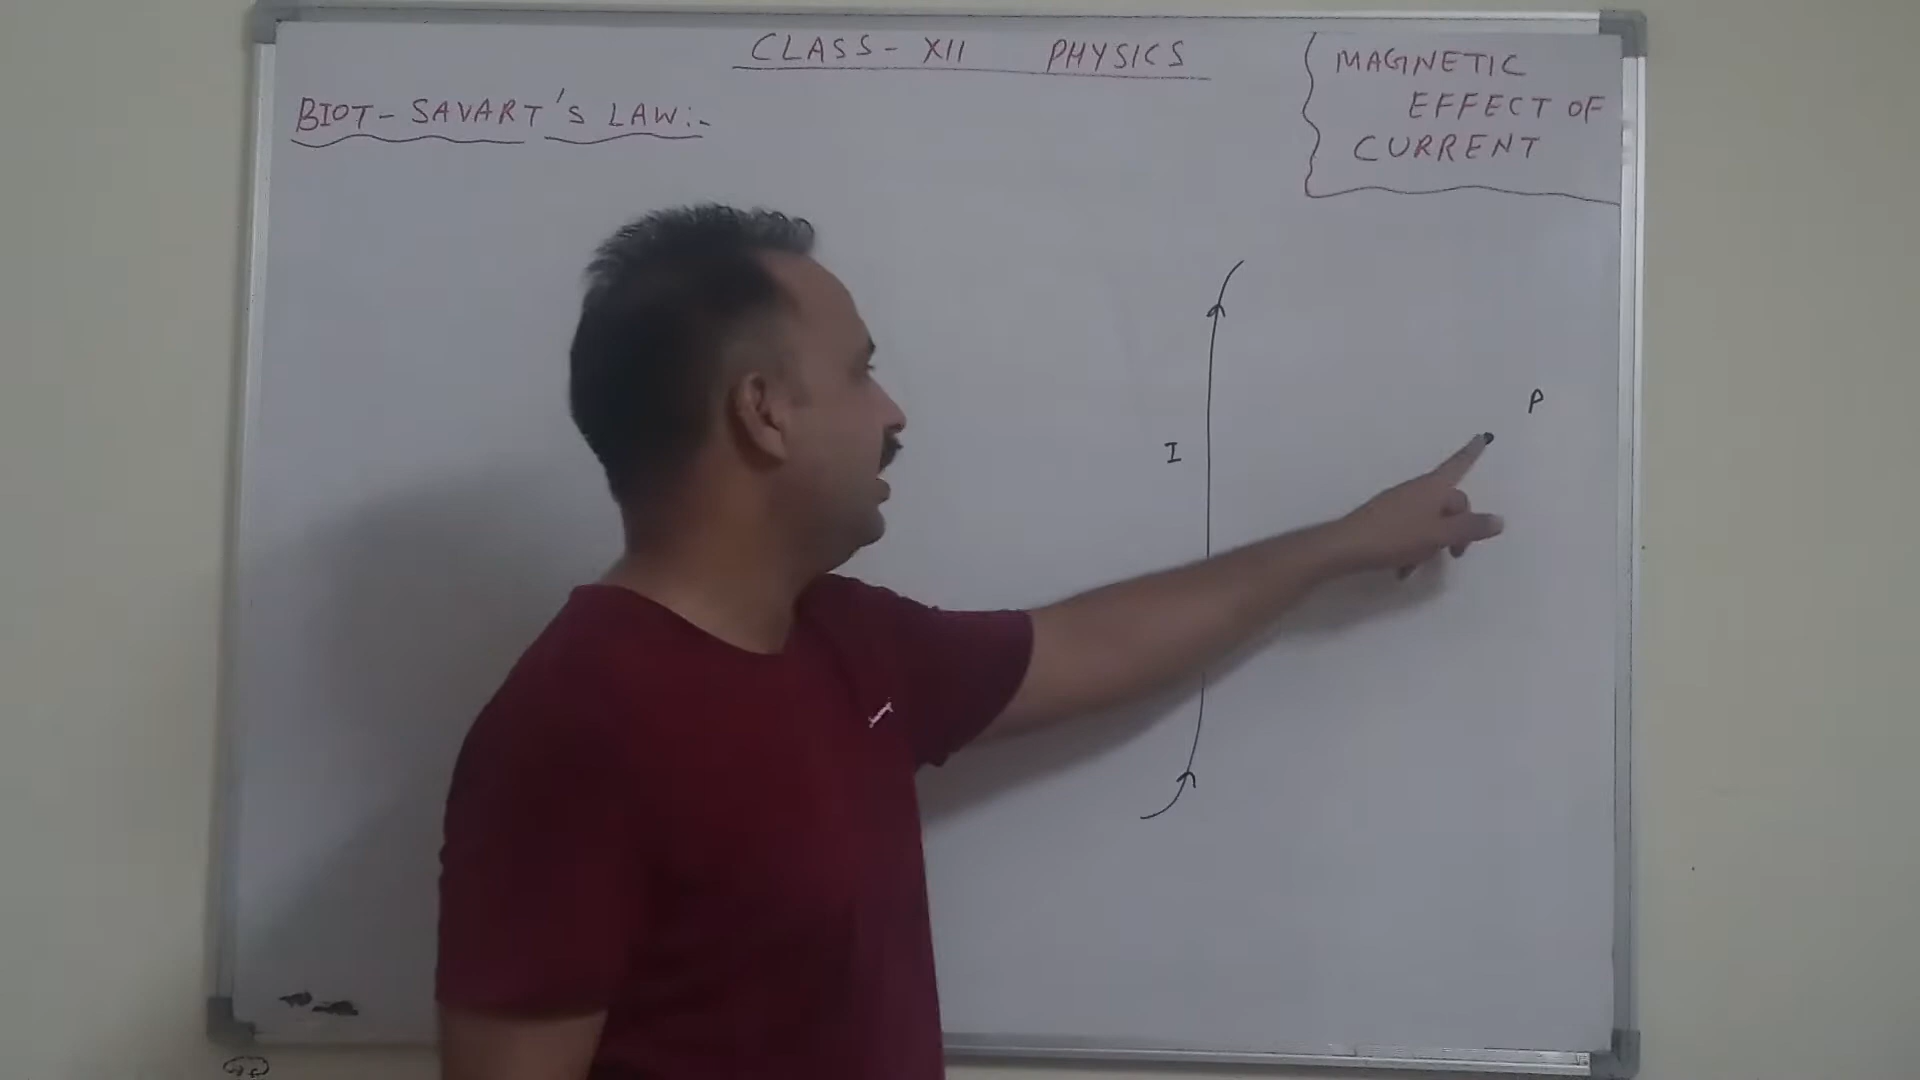 CLASS- XII PHYSICS
MAGNETIC
EFFECT OF
CURRENT
BIOT-SAVART'S LAW:-
P
I